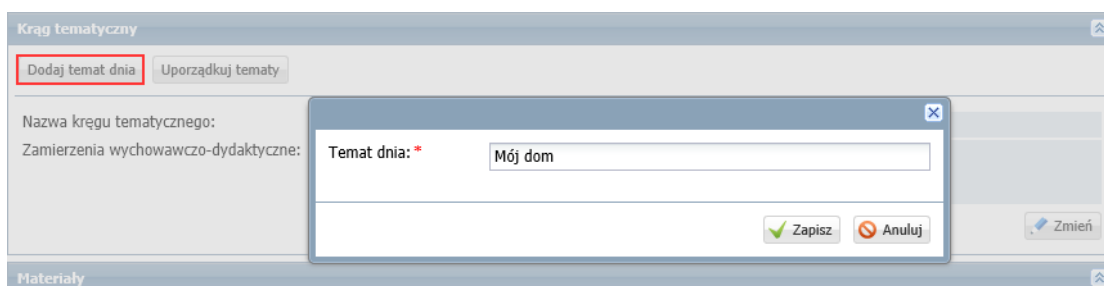 Krąg tematyczny
Dodaj temat dnia Uporządkuj tematy
Nazwa kręgu tematycznego:
Zamierzenia wychowawczo-dydaktyczne:
Temat dnia: * Mój dom
Zapisz Anuluj
Zmień
Materiały